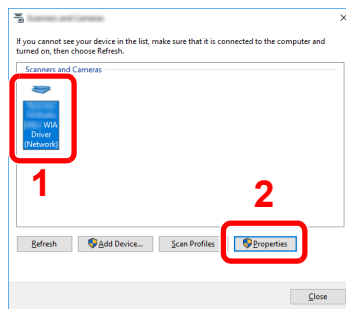 If you cannot see your device in the list, make sure that it is connected to the computer and
turned on, then choose Refresh.
Scanners and Cameras
WIA
Driver
(Network)
1
2
Refresh
Add Device...
Scan Profiles
Properties
Close